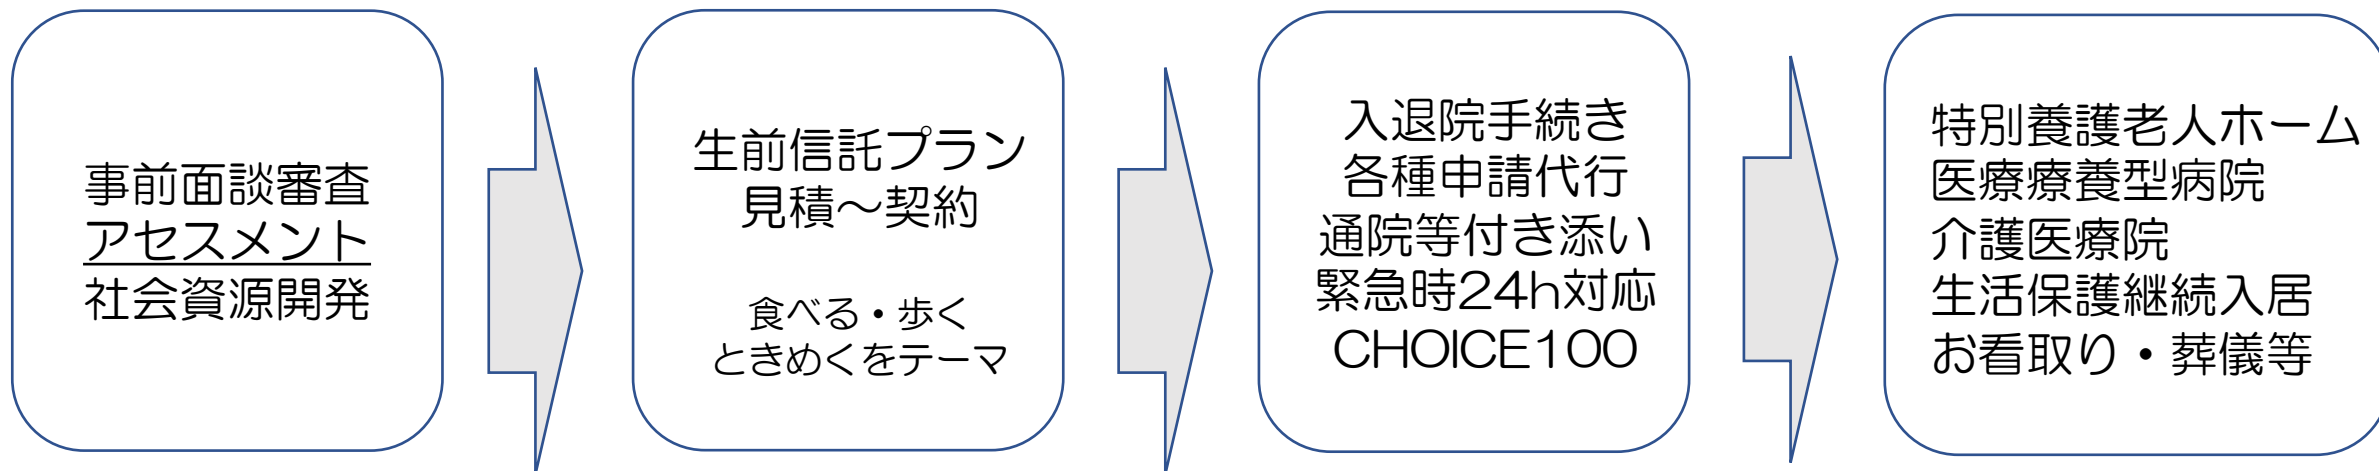 事前面談審査
アセスメント
社会資源開発
生前信託プラン
見積～契約
食べる・歩く
ときめくをテーマ
入退院手続き
各種申請代行
通院等付き添い
緊急時24h対応
CHOICE100
特別養護老人ホーム
医療療養型病院
介護医療院
生活保護継続入居
お看取り・葬儀等